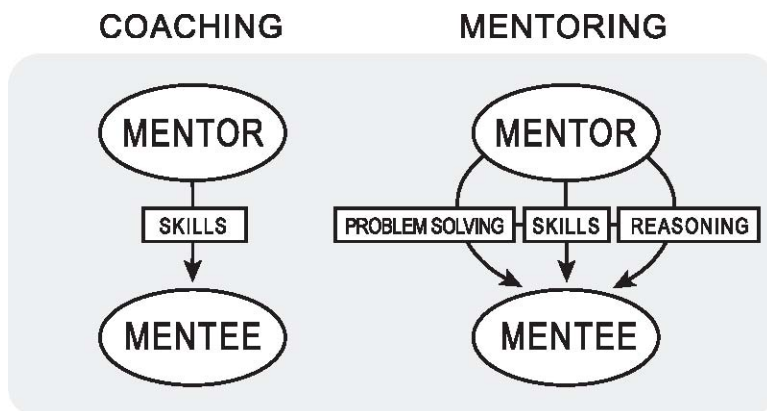 COACHING MENTORING
MENTOR MENTOR
SKILLS PROBLEM SOLVING SKILLS REASONING
MENTEE MENTEE